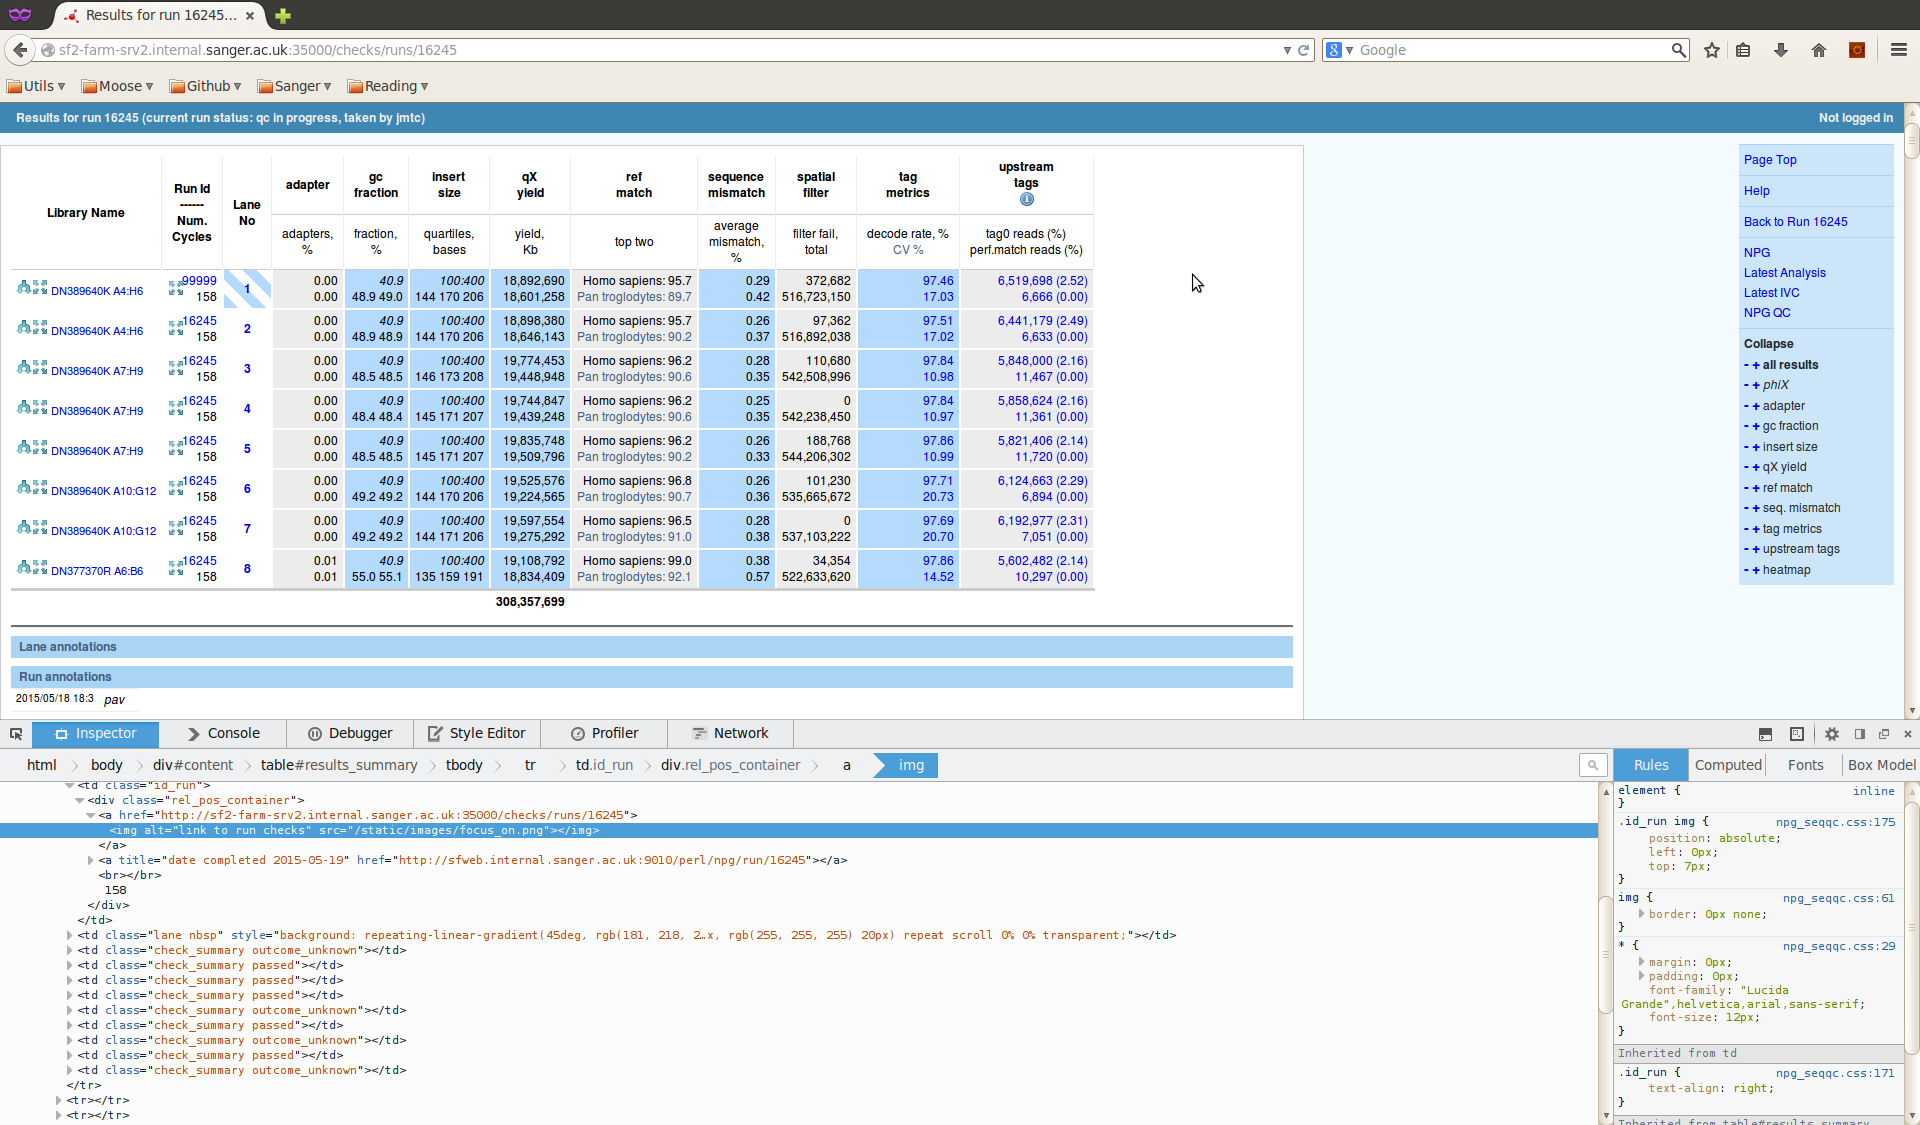 Results for run 16245...
sf2-farm-srv2.internal.sanger.ac.uk:35000/checks/runs/16245
Google
Utils Moose Github Sanger Reading
Results for run 16245 (current run status: qc in progress, taken by jmtc) Not logged in
Library Name
Run Id
------
Num.
Cycles
Lane
No
adapter
gc
fraction
insert
size
qX
yield
ref
match
sequence
mismatch
spatial
filter
tag
metrics
upstream
tags
adapters,
%
fraction,
%
quartiles,
bases
yield,
Kb
top two
average
mismatch,
%
filter fail,
total
decode rate, %
CV %
tag0 reads (%)
perf.match reads (%)
DN389640K A4:H6 99999 1 0.00 40.9 100:400 18,892,690 Homo sapiens: 95.7 0.29 372,682 97.46 6,519,698 (2.52)
158 0.00 48.9 49.0 144 170 206 18,601,258 Pan troglodytes: 89.7 0.42 516,723,150 17.03 6,666 (0.00)
DN389640K A4:H6 16245 2 0.00 40.9 100:400 18,898,380 Homo sapiens: 95.7 0.26 97,362 97.51 6,441,179 (2.49)
158 0.00 48.9 48.9 144 170 206 18,646,143 Pan troglodytes: 90.2 0.37 516,892,038 17.02 6,633 (0.00)
DN389640K A7:H9 16245 3 0.00 40.9 100:400 19,774,453 Homo sapiens: 96.2 0.28 110,680 97.84 5,848,000 (2.16)
158 0.00 48.5 48.5 146 173 208 19,448,948 Pan troglodytes: 90.6 0.35 542,508,996 10.98 11,467 (0.00)
DN389640K A7:H9 16245 4 0.00 40.9 100:400 19,744,847 Homo sapiens: 96.2 0.25 0 97.84 5,858,624 (2.16)
158 0.00 48.4 48.4 145 171 207 19,439,248 Pan troglodytes: 90.6 0.35 542,238,450 10.97 11,361 (0.00)
DN389640K A7:H9 16245 5 0.00 40.9 100:400 19,835,748 Homo sapiens: 96.2 0.26 188,768 97.86 5,821,406 (2.14)
158 0.00 48.5 48.5 145 171 207 19,509,796 Pan troglodytes: 90.2 0.33 544,206,302 10.99 11,720 (0.00)
DN389640K A10:G12 16245 6 0.00 40.9 100:400 19,525,576 Homo sapiens: 96.8 0.26 101,230 97.71 6,124,663 (2.29)
158 0.00 49.2 49.2 144 170 206 19,224,565 Pan troglodytes: 90.7 0.36 535,665,672 20.73 6,894 (0.00)
DN389640K A10:G12 16245 7 0.00 40.9 100:400 19,597,554 Homo sapiens: 96.5 0.28 0 97.69 6,192,977 (2.31)
158 0.00 49.2 49.2 144 171 206 19,275,292 Pan troglodytes: 91.0 0.38 537,103,222 20.70 7,051 (0.00)
DN377370R A6:B6 16245 8 0.01 40.9 100:400 19,108,792 Homo sapiens: 99.0 0.38 34,354 97.86 5,602,482 (2.14)
158 0.01 55.0 55.1 135 159 191 18,834,409 Pan troglodytes: 92.1 0.57 522,633,620 14.52 10,297 (0.00)
308,357,699
Lane annotations
Run annotations
2015/05/18 18:3 pav
Page Top
Help
Back to Run 16245
NPG
Latest Analysis
Latest IVC
NPG QC
Collapse
- + all results
- + phiX
- + adapter
- + gc fraction
- + insert size
- + qX yield
- + ref match
- + seq. mismatch
- + tag metrics
- + upstream tags
- + heatmap
Inspector Console Debugger Style Editor Profiler Network
html body div#content table#results_summary tbody tr td.id_run div.rel_pos_container a img
<td class="id_run">
<div class="rel_pos_container">
<a href="http://sf2-farm-srv2.internal.sanger.ac.uk:35000/checks/runs/16245">
<img alt="link to run checks" src="/static/images/focus_on.png"></img>
</a>
<a title="date completed 2015-05-19" href="http://sfweb.internal.sanger.ac.uk:9010/perl/npg/run/16245"></a>
<br></br>
158
</div>
</td>
<td class="lane nbsp" style="background: repeating-linear-gradient(45deg, rgb(181, 218, 2…x, rgb(255, 255, 255) 20px) repeat scroll 0% 0% transparent;"></td>
<td class="check_summary outcome_unknown"></td>
<td class="check_summary passed"></td>
<td class="check_summary passed"></td>
<td class="check_summary passed"></td>
<td class="check_summary outcome_unknown"></td>
<td class="check_summary passed"></td>
<td class="check_summary outcome_unknown"></td>
<td class="check_summary passed"></td>
<td class="check_summary outcome_unknown"></td>
</tr>
<tr></tr>
<tr></tr>
Rules Computed Fonts Box Model
element { inline
}
.id_run img { npg_seqqc.css:175
position: absolute;
left: 0px;
top: 7px;
}
img { npg_seqqc.css:61
border: 0px none;
}
* { npg_seqqc.css:29
margin: 0px;
padding: 0px;
font-family: "Lucida
Grande",helvetica,arial,sans-serif;
font-size: 12px;
}
Inherited from td
.id_run { npg_seqqc.css:171
text-align: right;
}
Inherited from table#results_summary